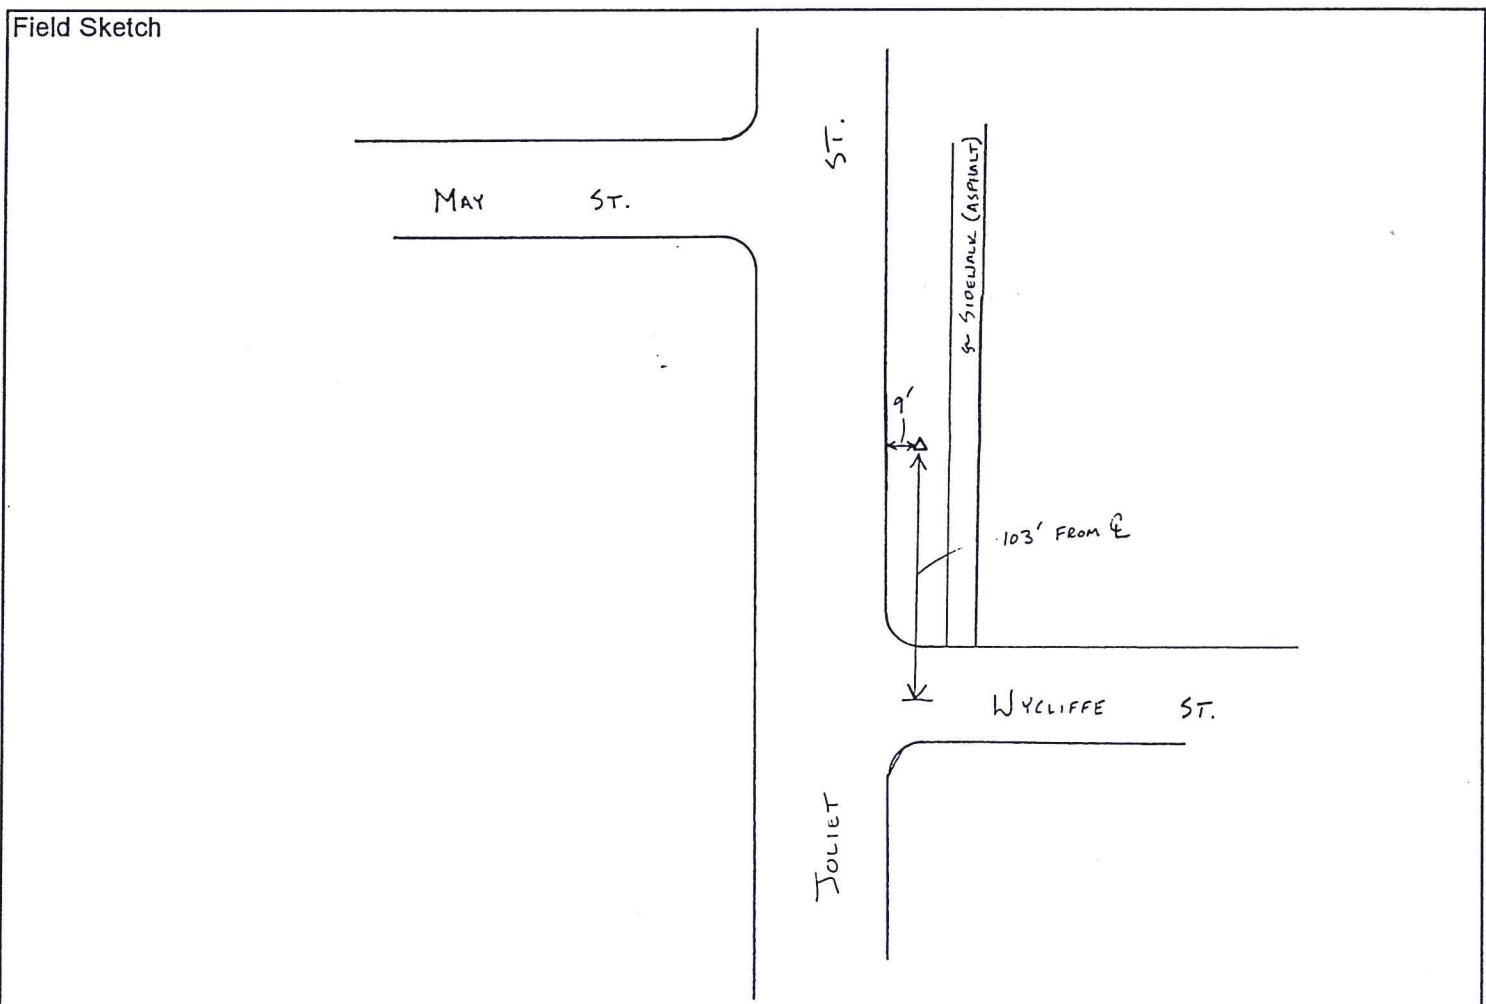 Field Sketch
MAY ST.
ST.
SIDEWALK (ASPHALT)
9'
103' FROM ℄
WYCLIFFE ST.
JOLIET